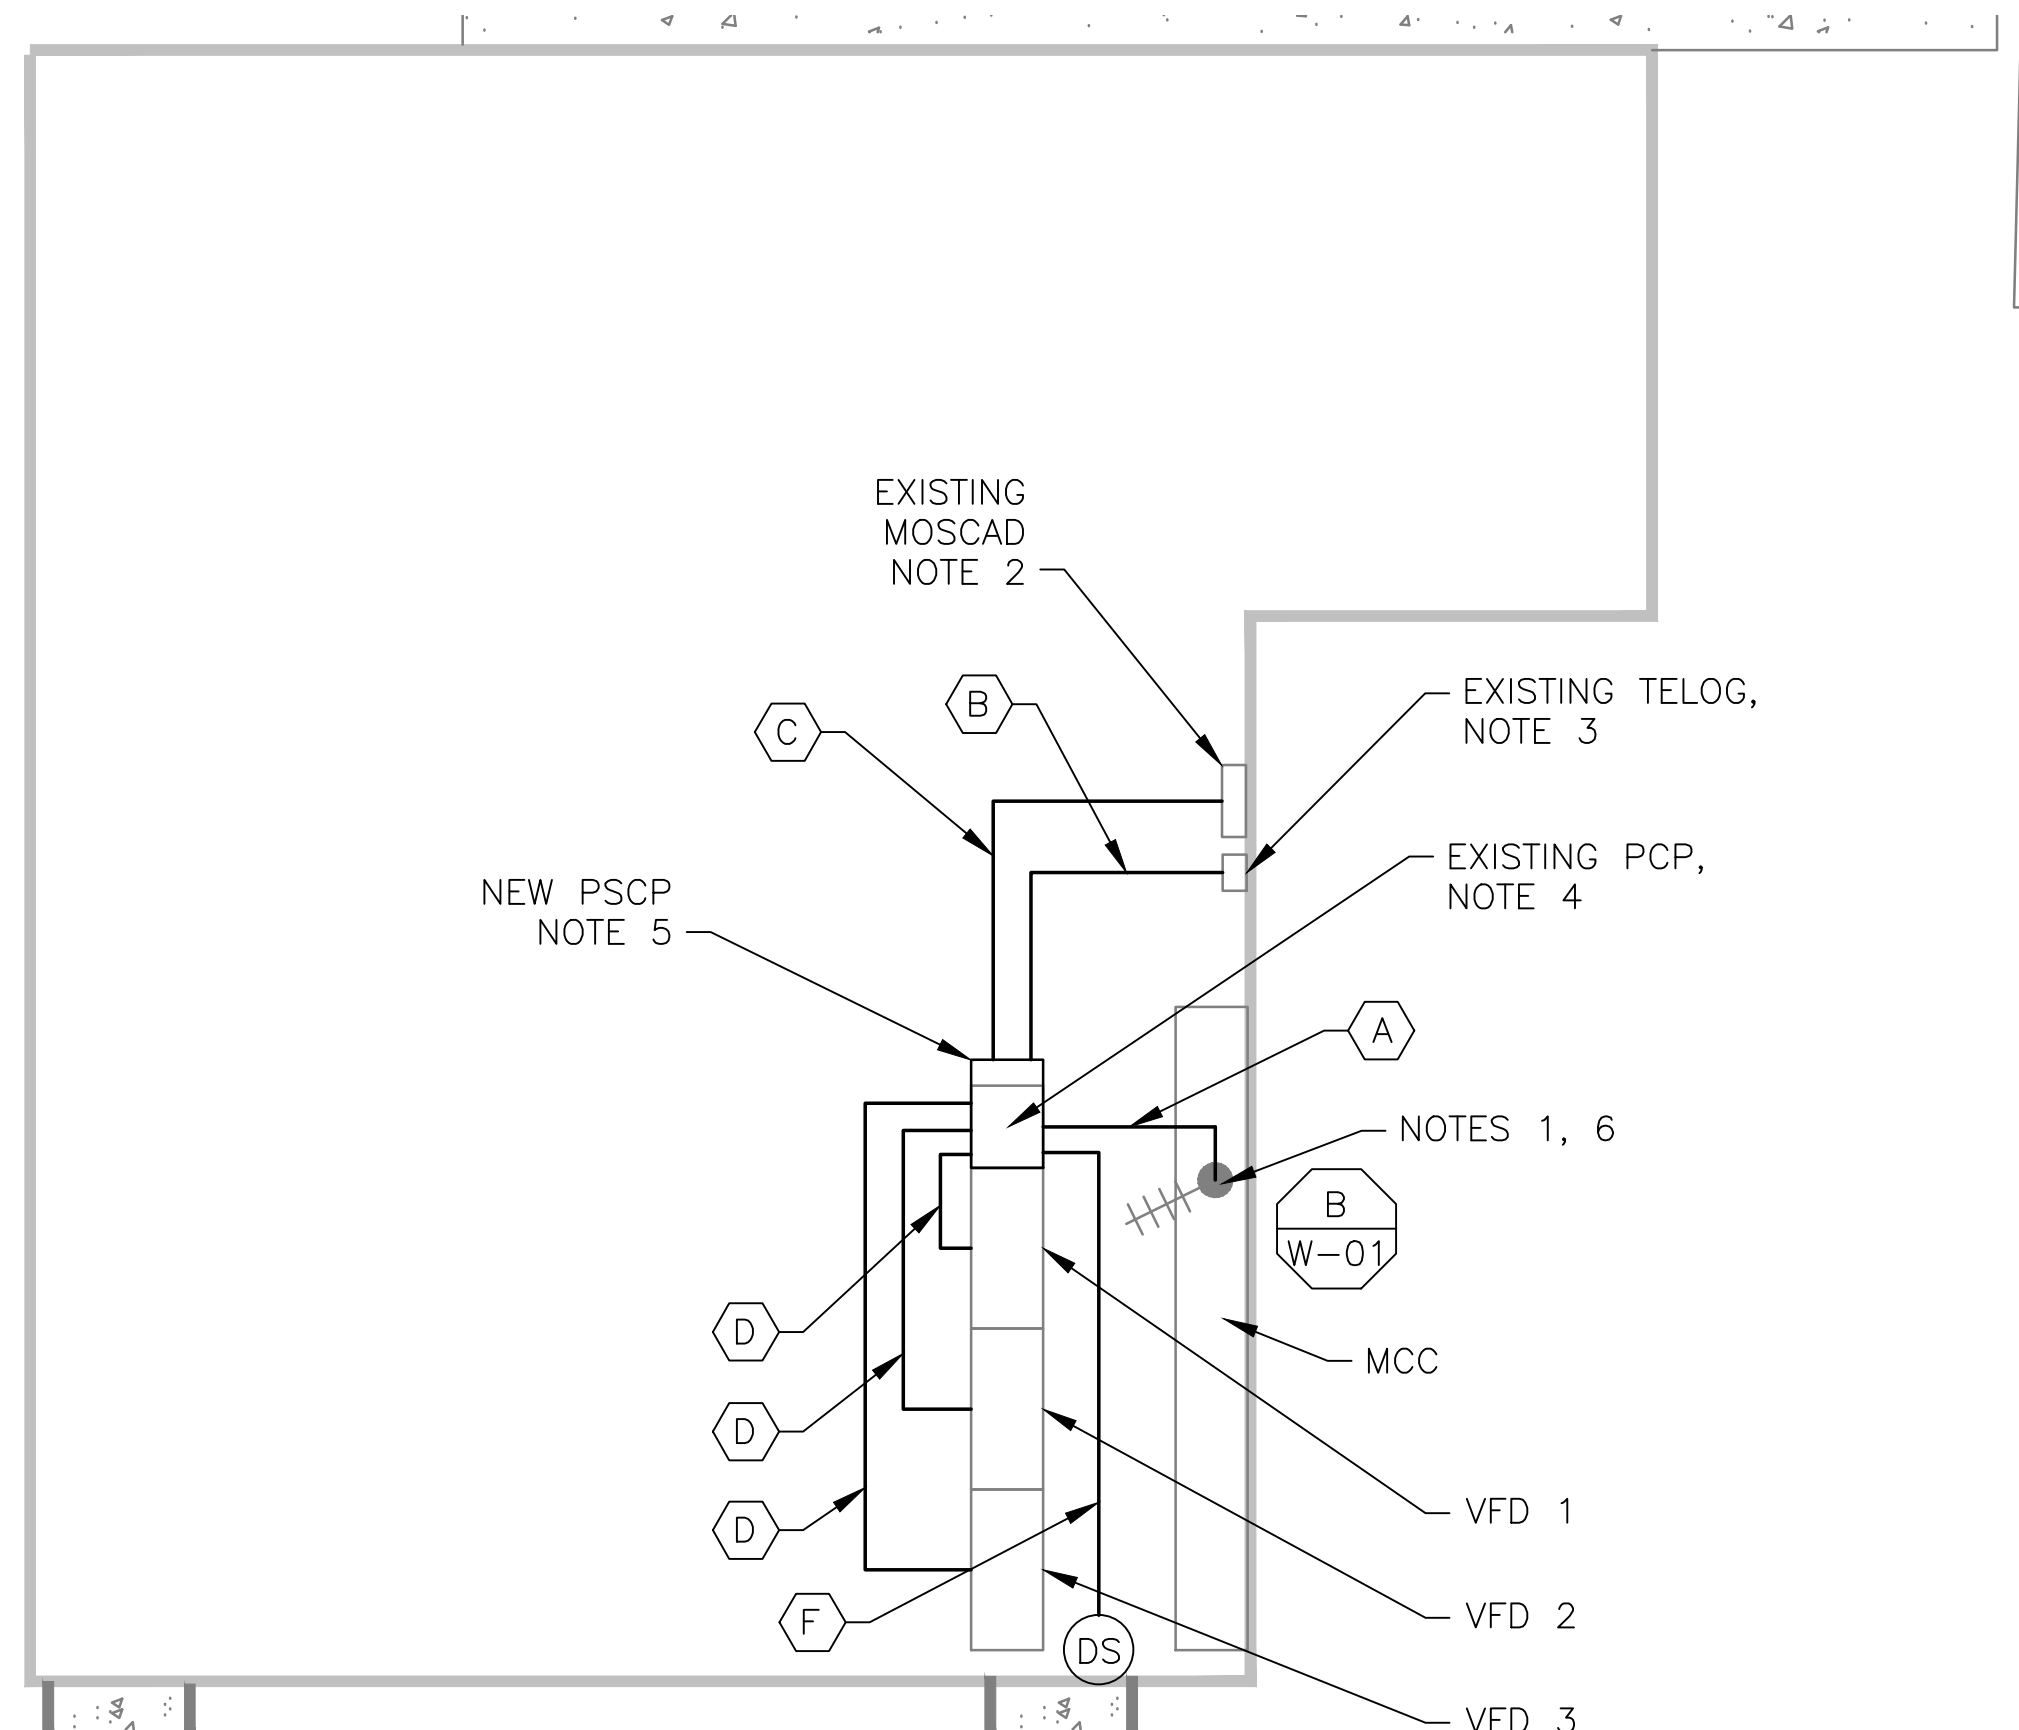 EXISTING
MOSCAD
NOTE 2
EXISTING TELOG,
NOTE 3
B
C
EXISTING PCP,
NOTE 4
NEW PSCP
NOTE 5
A
NOTES 1, 6
B
W-01
D
MCC
D
VFD 1
D
F
VFD 2
DS
VFD 3